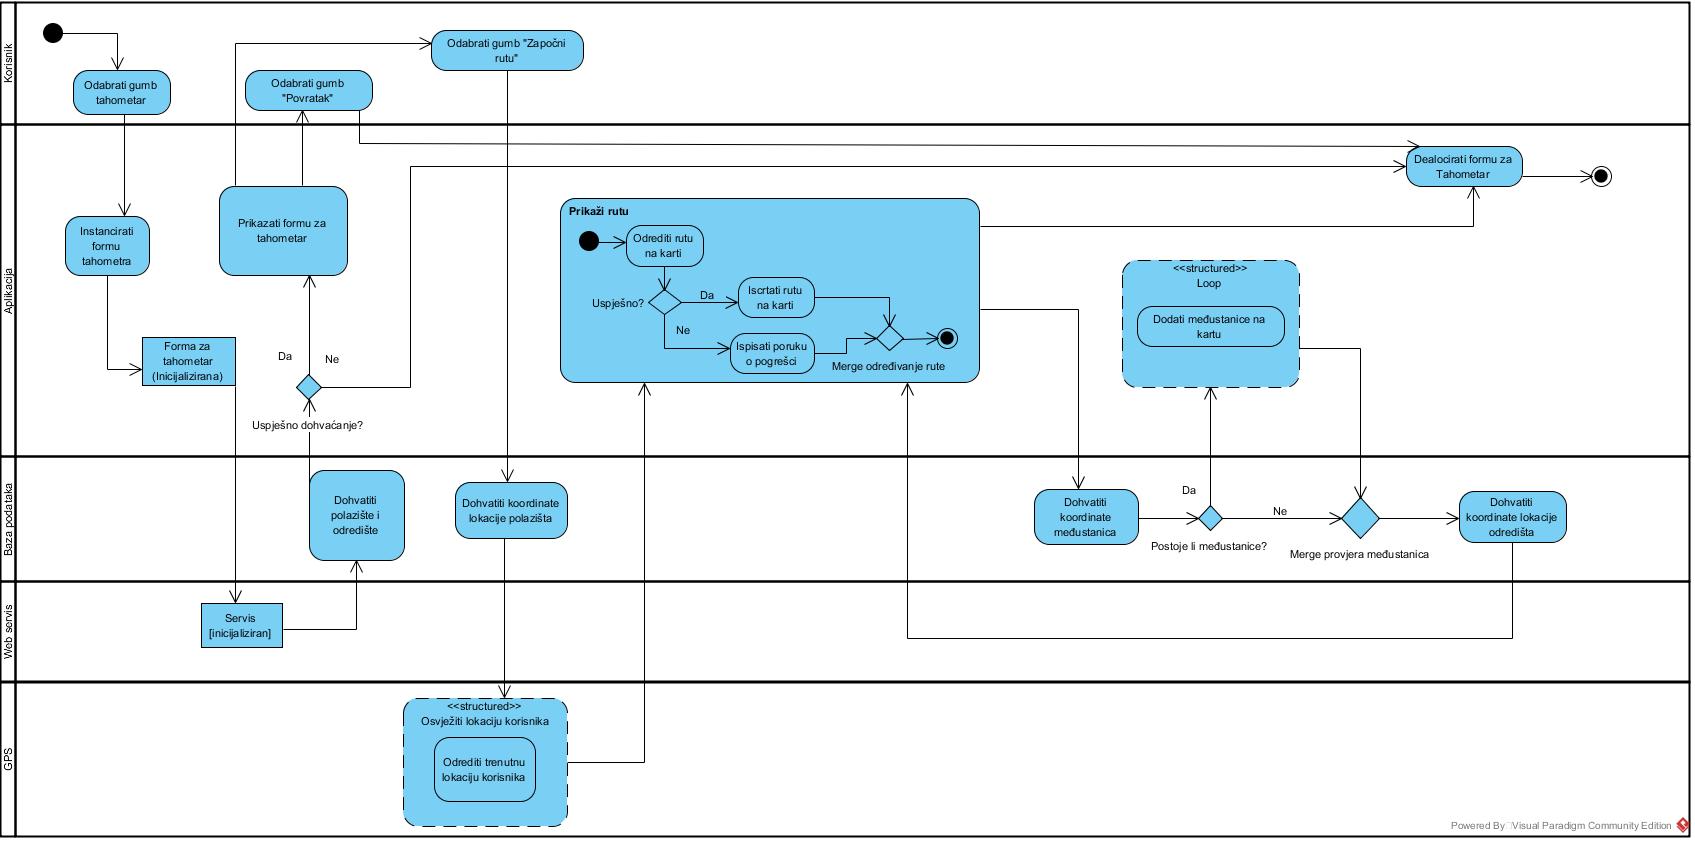 Korisnik
Odabrati gumb
tahometar
Odabrati gumb
"Povratak"
Odabrati gumb "Započni
rutu"
Aplikacija
Instancirati
formu
tahometra
Forma za
tahometar
(Inicijalizirana)
Prikazati formu za
tahometar
Da
Ne
Uspješno dohvaćanje?
Prikaži rutu
Odrediti rutu
na karti
Uspješno?
Da
Ne
Iscrtati rutu
na karti
Ispisati poruku
o pogrešci
Merge određivanje rute
Dealocirati formu za
Tahometar
<<structured>>
Loop
Dodati međustanice na
kartu
Baza podataka
Dohvatiti
polazište i
odredište
Dohvatiti koordinate
lokacije polazišta
Dohvatiti
koordinate
međustanica
Da
Ne
Postoje li međustanice?
Merge provjera međustanica
Dohvatiti
koordinate lokacije
odredišta
Web servis
Servis
[inicijaliziran]
GPS
<<structured>>
Osvježiti lokaciju korisnika
Odrediti trenutnu
lokaciju korisnika
Powered By Visual Paradigm Community Edition